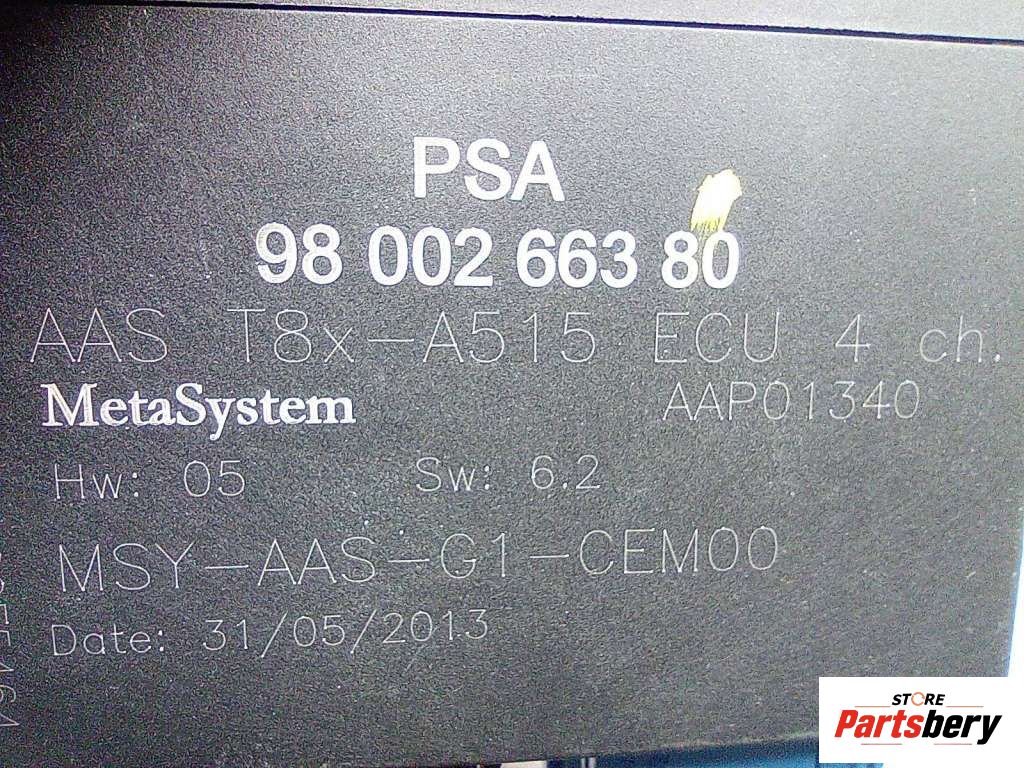 PSA
98 002 663 80
AAS T8x-A515 ECU 4 ch.
MetaSystem AAP01340
Hw: 05 Sw: 6.2
MSY-AAS-G1-CEM00
Date: 31/05/2013
STORE
Partsbery